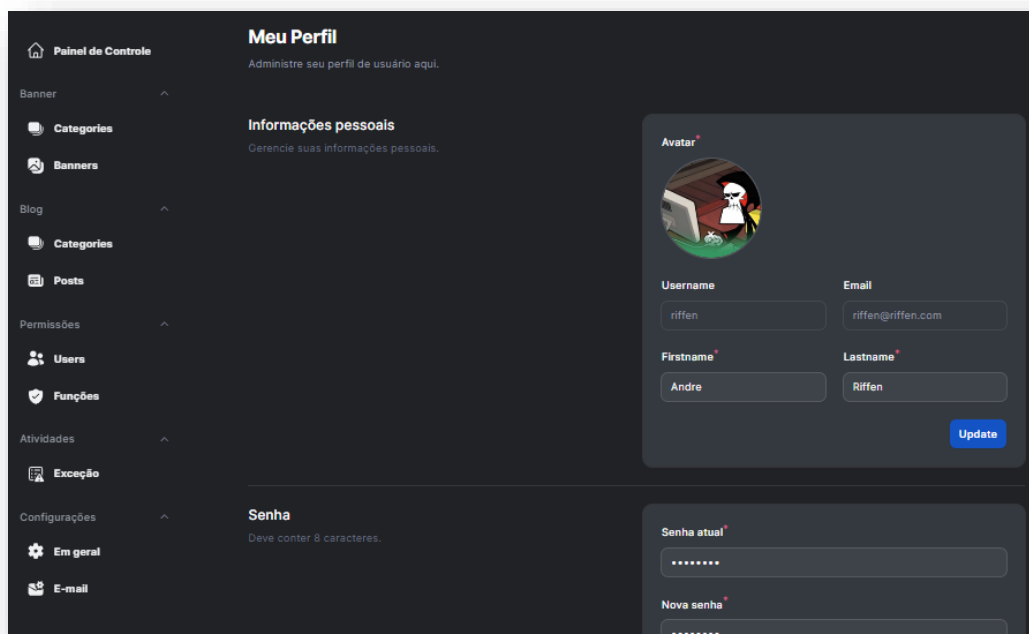 Painel de Controle
Banner
Categories
Banners
Blog
Categories
Posts
Permissões
Users
Funções
Atividades
Exceção
Configurações
Em geral
E-mail
Meu Perfil
Administre seu perfil de usuário aqui.
Informações pessoais
Gerencie suas informações pessoais.
Avatar*
Username
Email
riffen
riffen@riffen.com
Firstname*
Lastname*
Andre
Riffen
Update
Senha
Deve conter 8 caracteres.
Senha atual*
••••••••
Nova senha*
••••••••